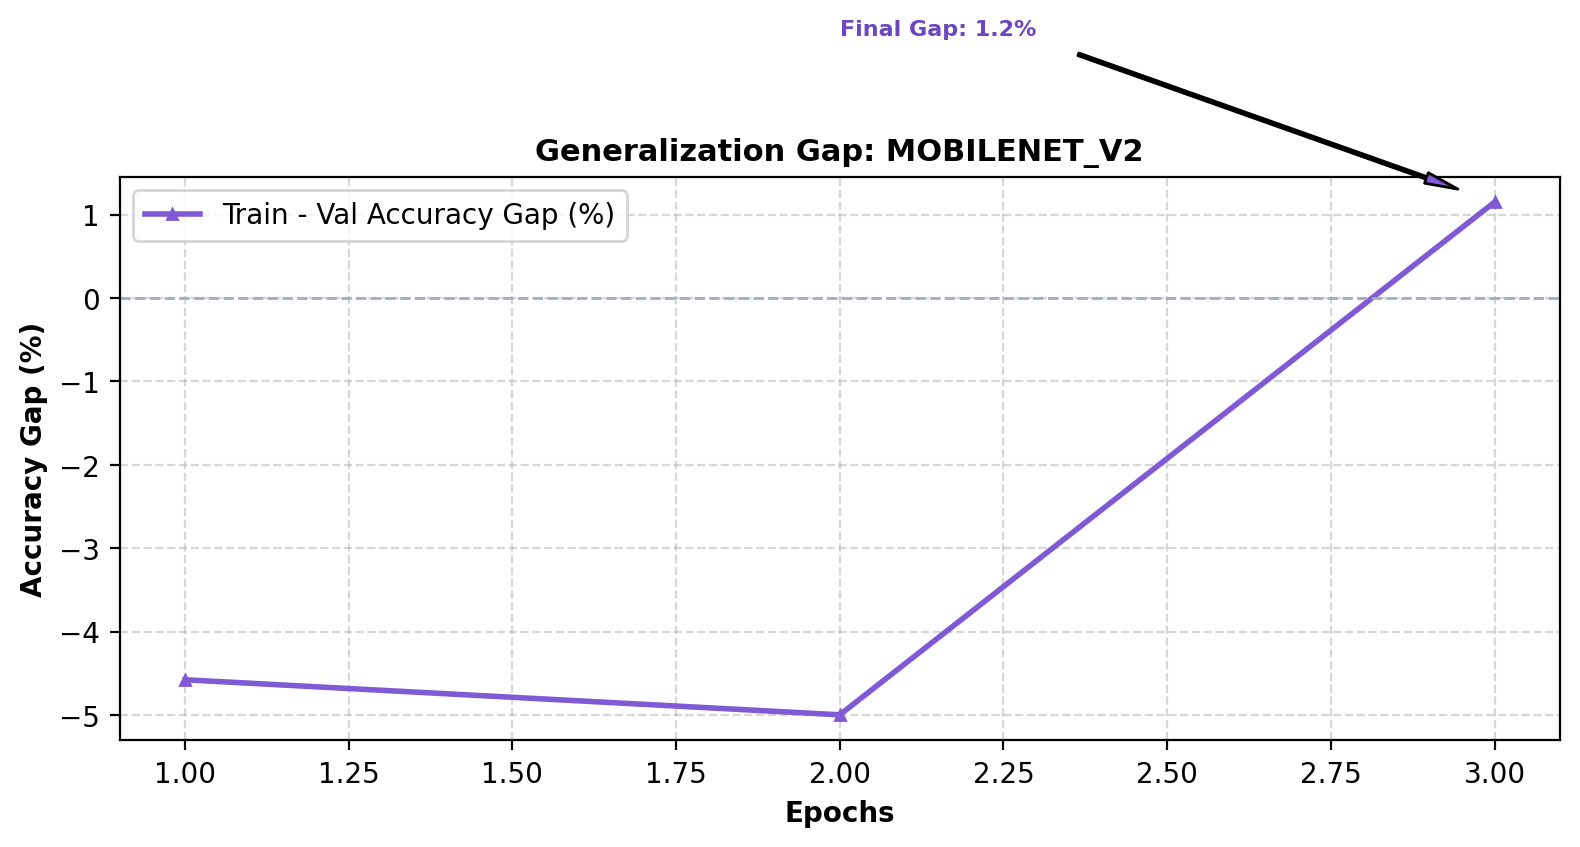 Final Gap: 1.2%
Generalization Gap: MOBILENET_V2
Train - Val Accuracy Gap (%)
Accuracy Gap (%)
1
0
−1
−2
−3
−4
−5
1.00 1.25 1.50 1.75 2.00 2.25 2.50 2.75 3.00
Epochs